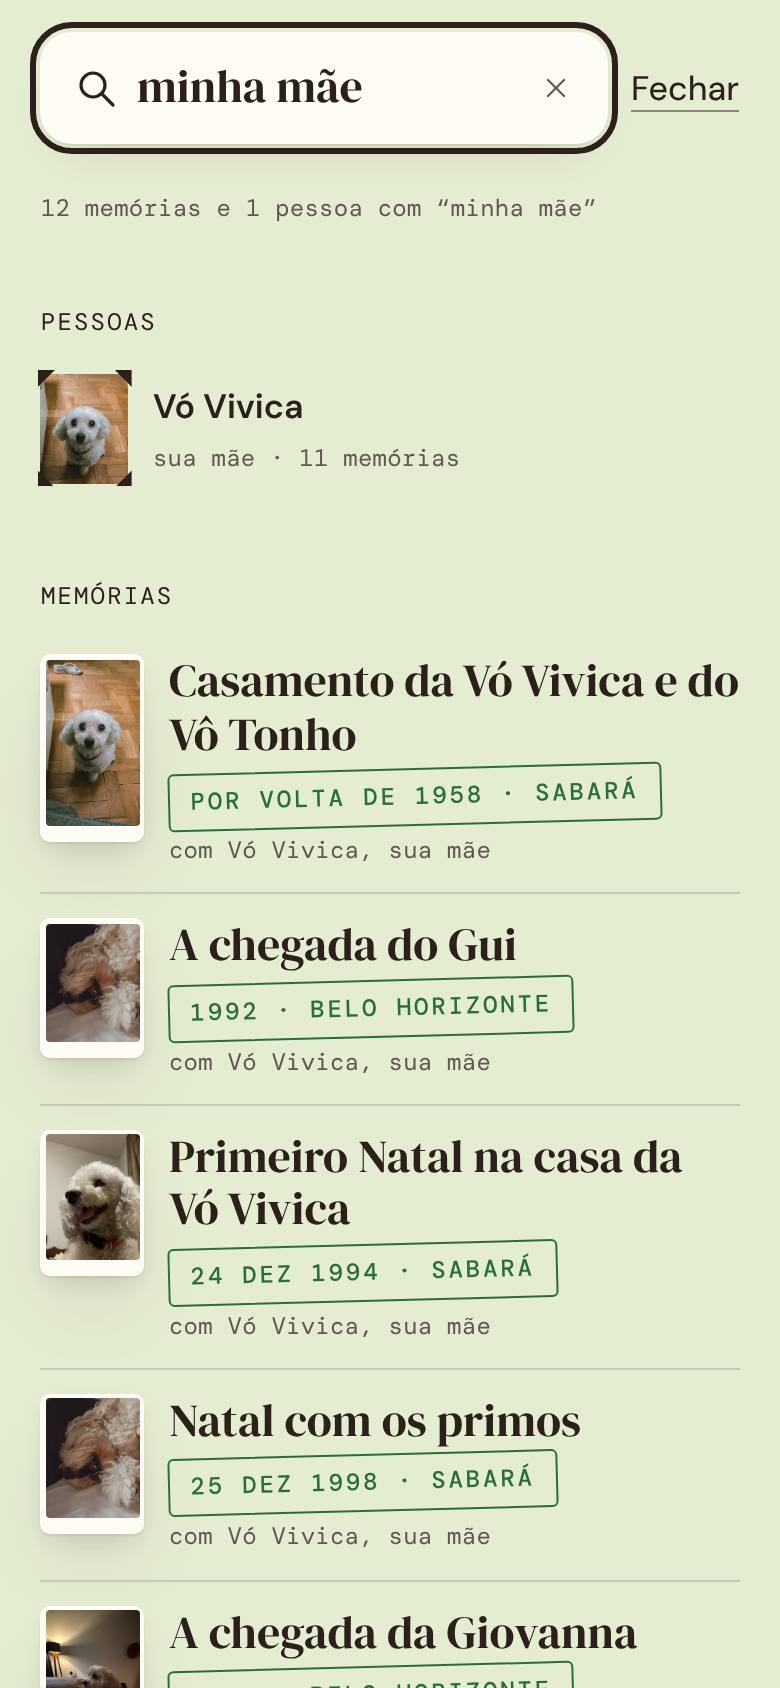 minha mãe
Fechar
12 memórias e 1 pessoa com “minha mãe”
PESSOAS
Vó Vivica
sua mãe · 11 memórias
MEMÓRIAS
Casamento da Vó Vivica e do
Vô Tonho
POR VOLTA DE 1958 · SABARÁ
com Vó Vivica, sua mãe
A chegada do Gui
1992 · BELO HORIZONTE
com Vó Vivica, sua mãe
Primeiro Natal na casa da
Vó Vivica
24 DEZ 1994 · SABARÁ
com Vó Vivica, sua mãe
Natal com os primos
25 DEZ 1998 · SABARÁ
com Vó Vivica, sua mãe
A chegada da Giovanna
BELO HORIZONTE